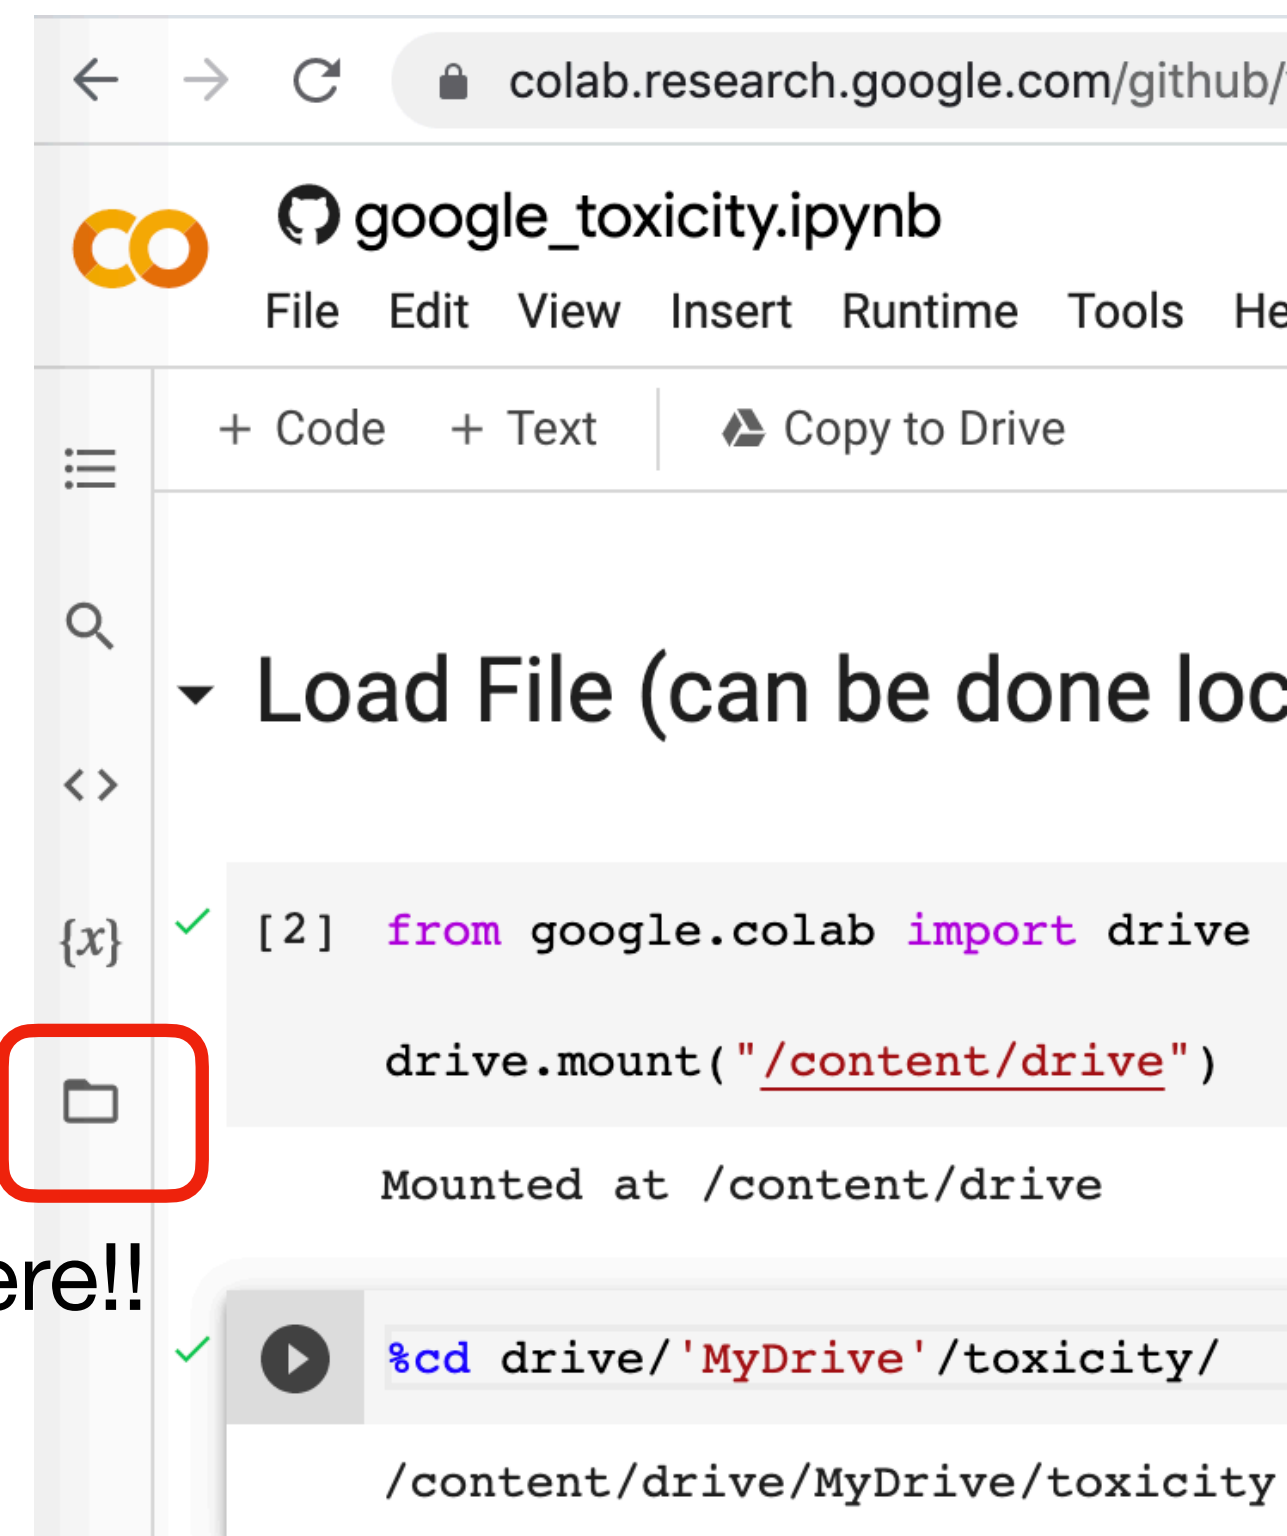 colab.research.google.com/github/
google_toxicity.ipynb
File Edit View Insert Runtime Tools
+ Code + Text Copy to Drive
Load File (can be done
<>
{x}
[2] from google.colab import drive
drive.mount("/content/drive")
Mounted at /content/drive
%cd drive/'MyDrive'/toxicity/
/content/drive/MyDrive/toxicity